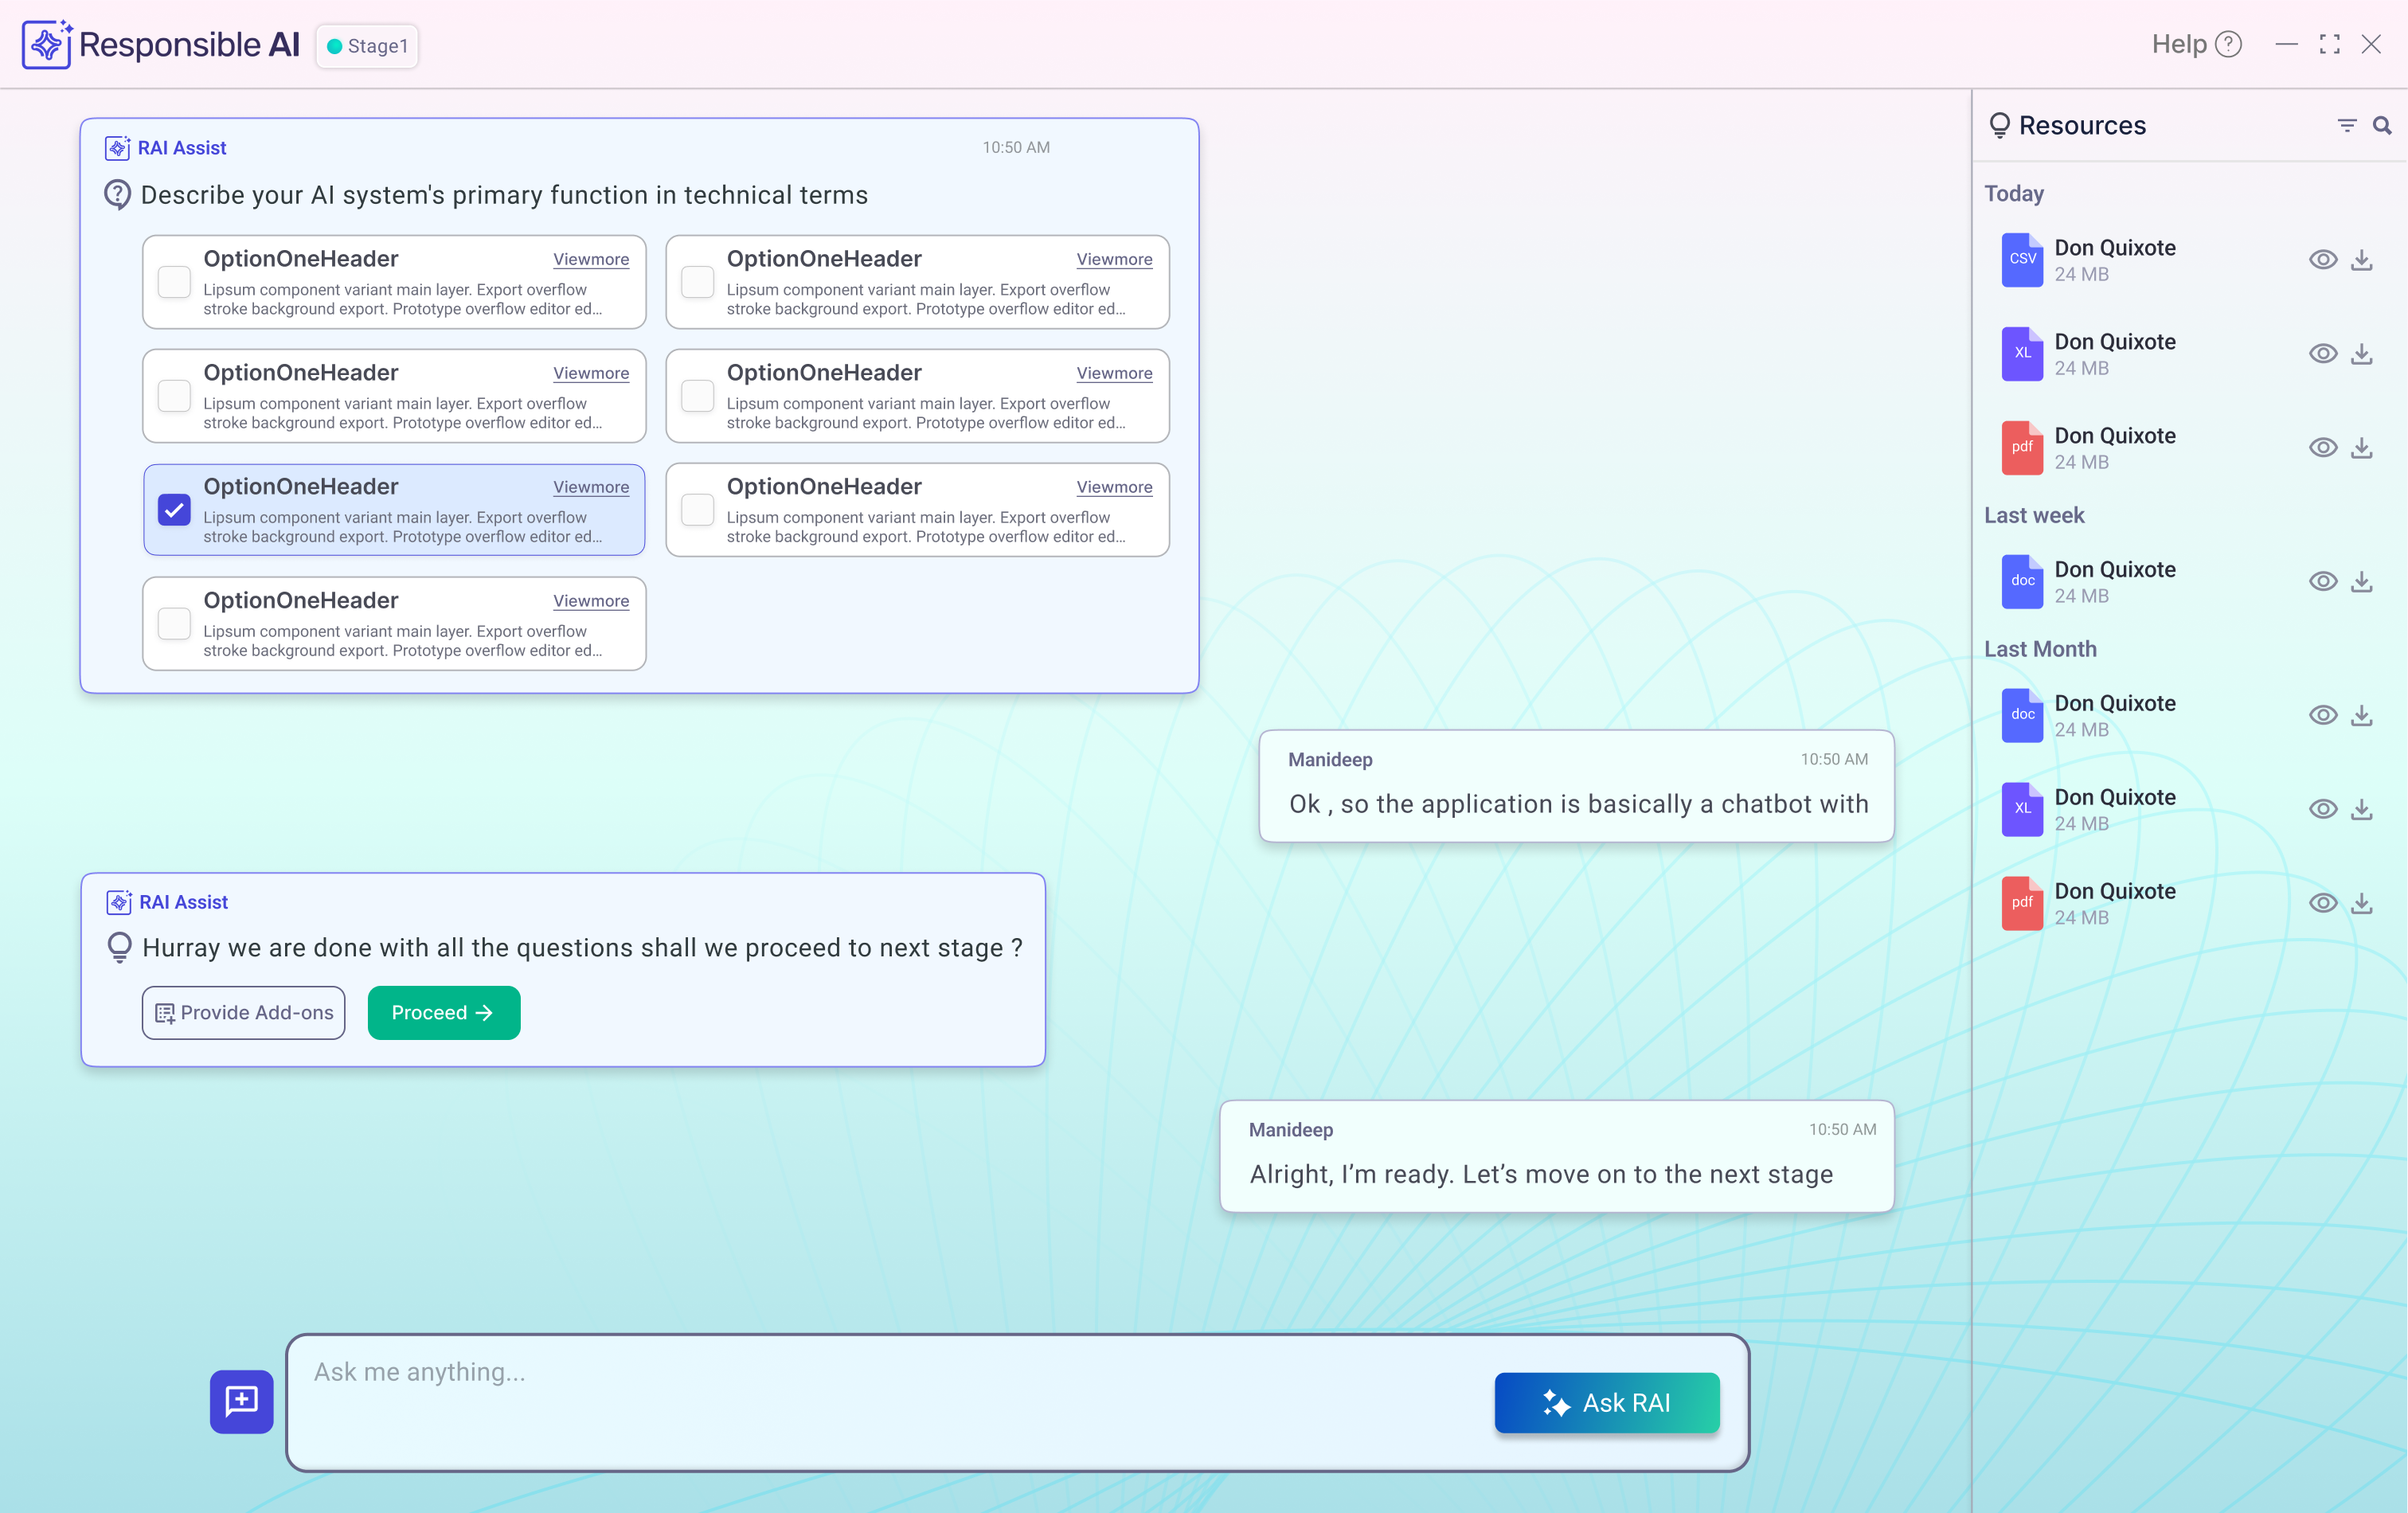 Responsible AI
Stage1
Help
RAI Assist
10:50 AM
Describe your AI system's primary function in technical terms
OptionOneHeader
Viewmore
Lipsum component variant main layer. Export overflow
stroke background export. Prototype overflow editor ed...
OptionOneHeader
Viewmore
Lipsum component variant main layer. Export overflow
stroke background export. Prototype overflow editor ed...
OptionOneHeader
Viewmore
Lipsum component variant main layer. Export overflow
stroke background export. Prototype overflow editor ed...
OptionOneHeader
Viewmore
Lipsum component variant main layer. Export overflow
stroke background export. Prototype overflow editor ed...
OptionOneHeader
Viewmore
Lipsum component variant main layer. Export overflow
stroke background export. Prototype overflow editor ed...
OptionOneHeader
Viewmore
Lipsum component variant main layer. Export overflow
stroke background export. Prototype overflow editor ed...
OptionOneHeader
Viewmore
Lipsum component variant main layer. Export overflow
stroke background export. Prototype overflow editor ed...
Manideep
10:50 AM
Ok , so the application is basically a chatbot with
RAI Assist
Hurray we are done with all the questions shall we proceed to next stage ?
Provide Add-ons
Proceed
Manideep
10:50 AM
Alright, I’m ready. Let’s move on to the next stage
Ask me anything...
Ask RAI
Resources
Today
CSV
Don Quixote
24 MB
XL
Don Quixote
24 MB
pdf
Don Quixote
24 MB
Last week
doc
Don Quixote
24 MB
Last Month
doc
Don Quixote
24 MB
XL
Don Quixote
24 MB
pdf
Don Quixote
24 MB